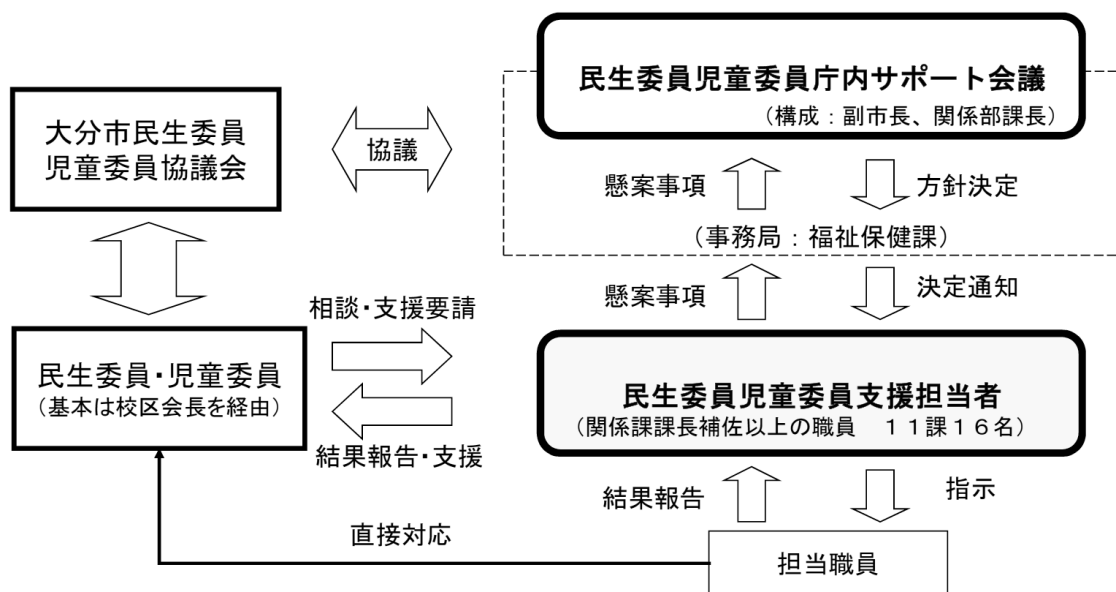 民生委員児童委員庁内サポート会議
(構成:副市長、関係部課長)
大分市民生委員
児童委員協議会
協議
懸案事項
方針決定
(事務局:福祉保健課)
懸案事項
決定通知
相談・支援要請
民生委員・児童委員
(基本は校区会長を経由)
結果報告・支援
民生委員児童委員支援担当者
(関係課課長補佐以上の職員 11課16名)
結果報告
指示
直接対応
担当職員